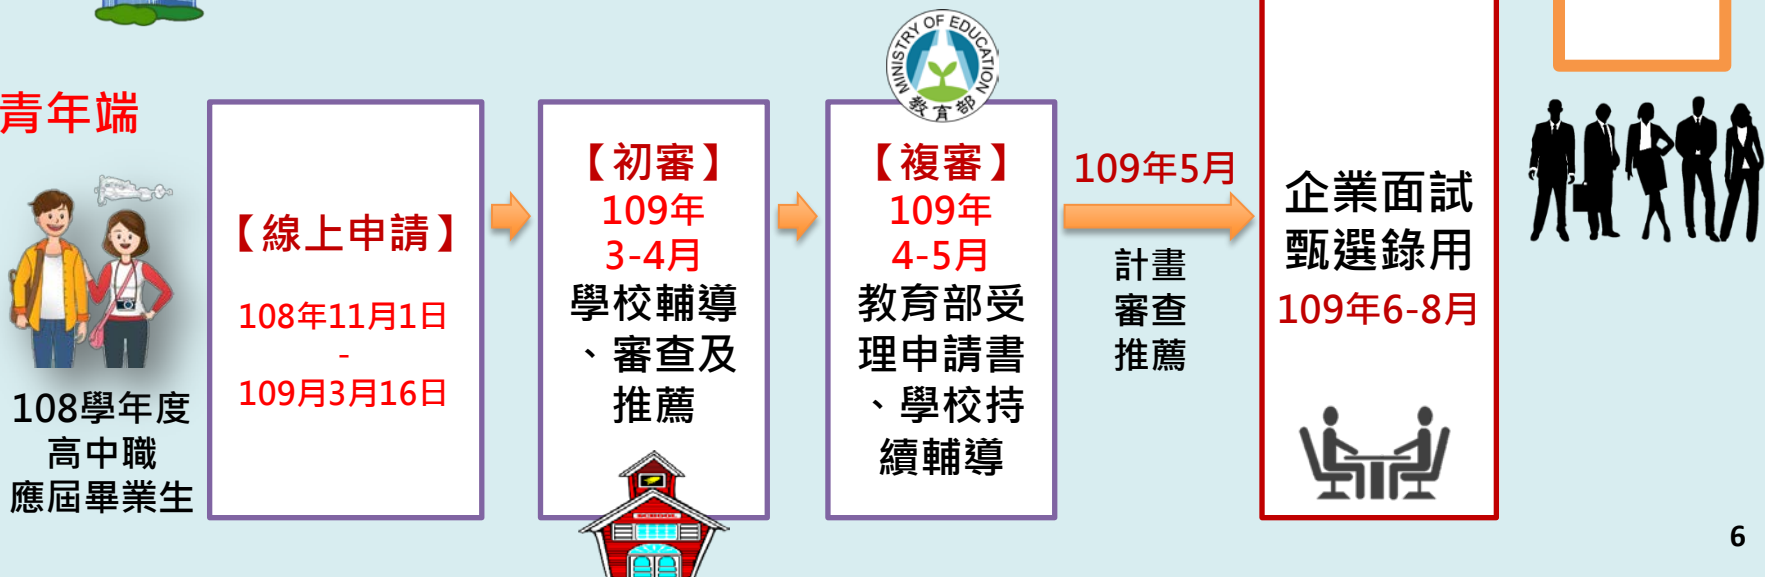 青年端
108學年度
高中職
應屆畢業生
【線上申請】
108年11月1日
-
109月3月16日
【初審】
109年
3-4月
學校輔導
、審查及
推薦
SCHOOL
MINISTRY OF EDUCATION
教育部
【複審】
109年
4-5月
教育部受
理申請書
、學校持
續輔導
109年5月
計畫
審查
推薦
企業面試
甄選錄用
109年6-8月
6